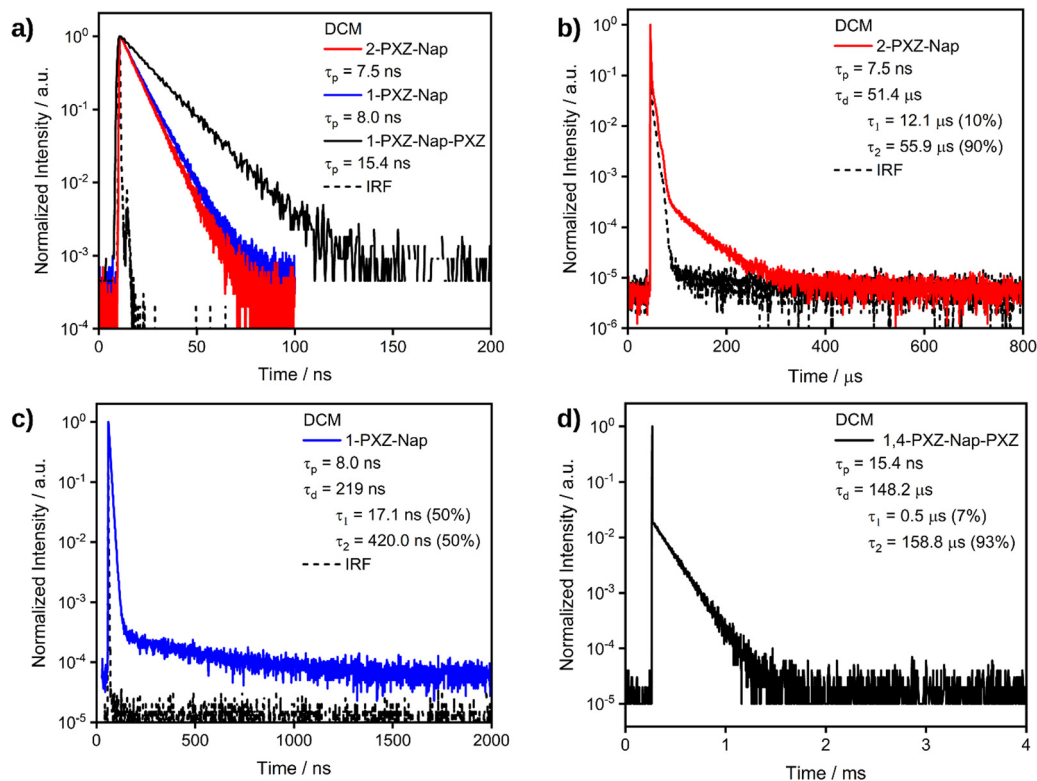 a)
DCM
2-PXZ-Nap
τp = 7.5 ns
1-PXZ-Nap
τp = 8.0 ns
1-PXZ-Nap-PXZ
τp = 15.4 ns
IRF
Normalized Intensity / a.u.
10⁰
10⁻¹
10⁻²
10⁻³
10⁻⁴
0 50 100 150 200
Time / ns
b)
DCM
2-PXZ-Nap
τp = 7.5 ns
τd = 51.4 μs
τ1 = 12.1 μs (10%)
τ2 = 55.9 μs (90%)
IRF
Normalized Intensity / a.u.
10⁰
10⁻¹
10⁻²
10⁻³
10⁻⁴
10⁻⁵
10⁻⁶
0 200 400 600 800
Time / μs
c)
DCM
1-PXZ-Nap
τp = 8.0 ns
τd = 219 ns
τ1 = 17.1 ns (50%)
τ2 = 420.0 ns (50%)
IRF
Normalized Intensity / a.u.
10⁰
10⁻¹
10⁻²
10⁻³
10⁻⁴
10⁻⁵
0 500 1000 1500 2000
Time / ns
d)
DCM
1,4-PXZ-Nap-PXZ
τp = 15.4 ns
τd = 148.2 μs
τ1 = 0.5 μs (7%)
τ2 = 158.8 μs (93%)
Normalized Intensity / a.u.
10⁰
10⁻¹
10⁻²
10⁻³
10⁻⁴
10⁻⁵
0 1 2 3 4
Time / ms